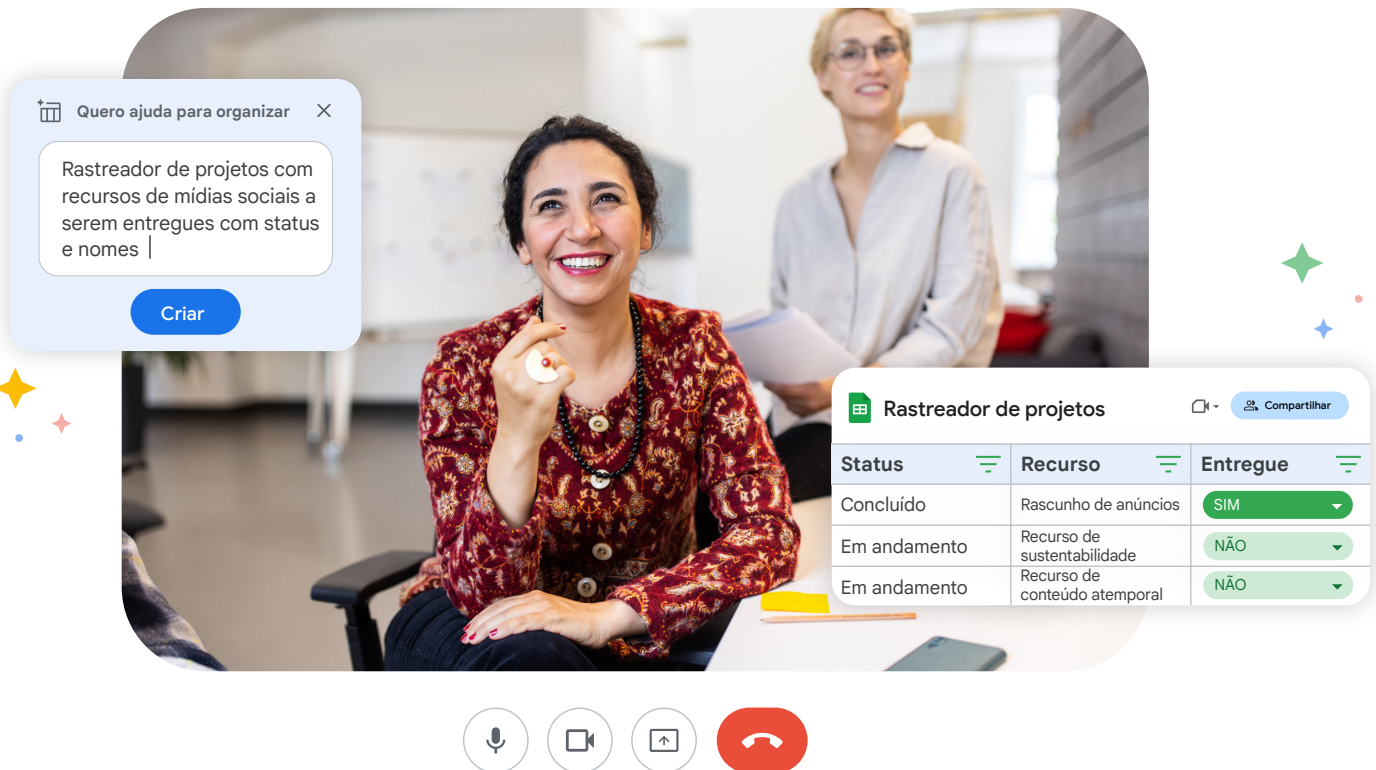 Quero ajuda para organizar
Rastreador de projetos com
recursos de mídias sociais a
serem entregues com status
e nomes
Criar
Rastreador de projetos
Compartilhar
Status Recurso Entregue
Concluído Rascunho de anúncios SIM
Em andamento Recurso de
sustentabilidade NÃO
Em andamento Recurso de
conteúdo atemporal NÃO